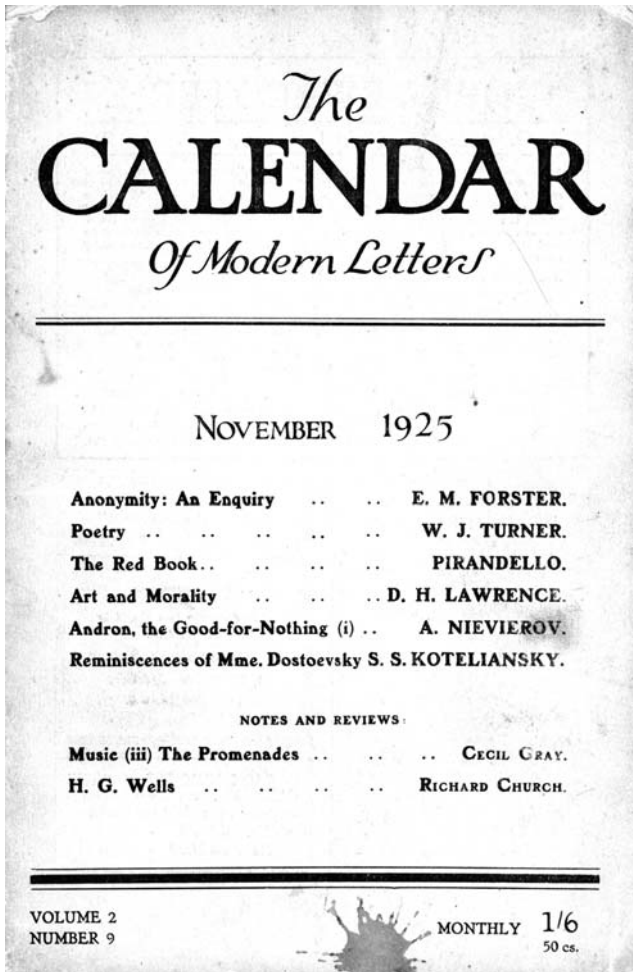 The
CALENDAR
Of Modern Letters
NOVEMBER 1925
Anonymity: An Enquiry .. .. E. M. FORSTER.
Poetry .. .. .. .. .. W. J. TURNER.
The Red Book.. .. .. .. PIRANDELLO.
Art and Morality .. .. .. D. H. LAWRENCE.
Andron, the Good-for-Nothing (i) .. A. NIEVIEROV.
Reminiscences of Mme. Dostoevsky S. S. KOTELIANSKY.
NOTES AND REVIEWS:
Music (iii) The Promenades .. .. .. CECIL GRAY.
H. G. Wells .. .. .. .. RICHARD CHURCH.
VOLUME 2
NUMBER 9
MONTHLY 1/6
50 cs.